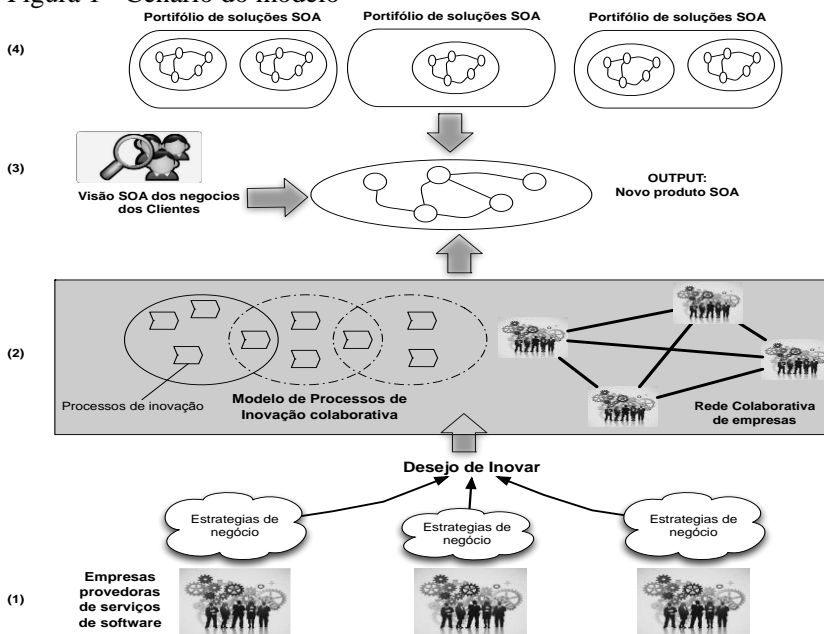 Figura 1 - Cenário do modelo
Portifólio de soluções SOA
Portifólio de soluções SOA
Portifólio de soluções SOA
(4)
(3)
Visão SOA dos negocios
dos Clientes
OUTPUT:
Novo produto SOA
(2)
Processos de inovação
Modelo de Processos de
Inovação colaborativa
Rede Colaborativa
de empresas
Desejo de Inovar
Estrategias de
negócio
Estrategias de
negócio
Estrategias de
negócio
(1)
Empresas
provedoras
de serviços
de software